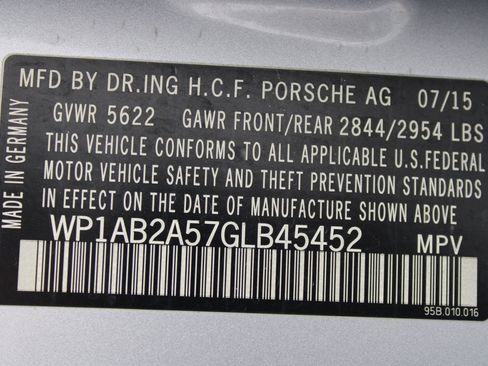 MFD BY DR.ING H.C.F. PORSCHE AG 07/15
GVWR 5622 GAWR FRONT/REAR 2844/2954 LBS
THIS VEHICLE CONFORMS TO ALL APPLICABLE U.S.FEDERAL
MOTOR VEHICLE SAFETY AND THEFT PREVENTION STANDARDS
IN EFFECT ON THE DATE OF MANUFACTURE SHOWN ABOVE
WP1AB2A57GLB45452 MPV
MADE IN GERMANY
95B.010.016